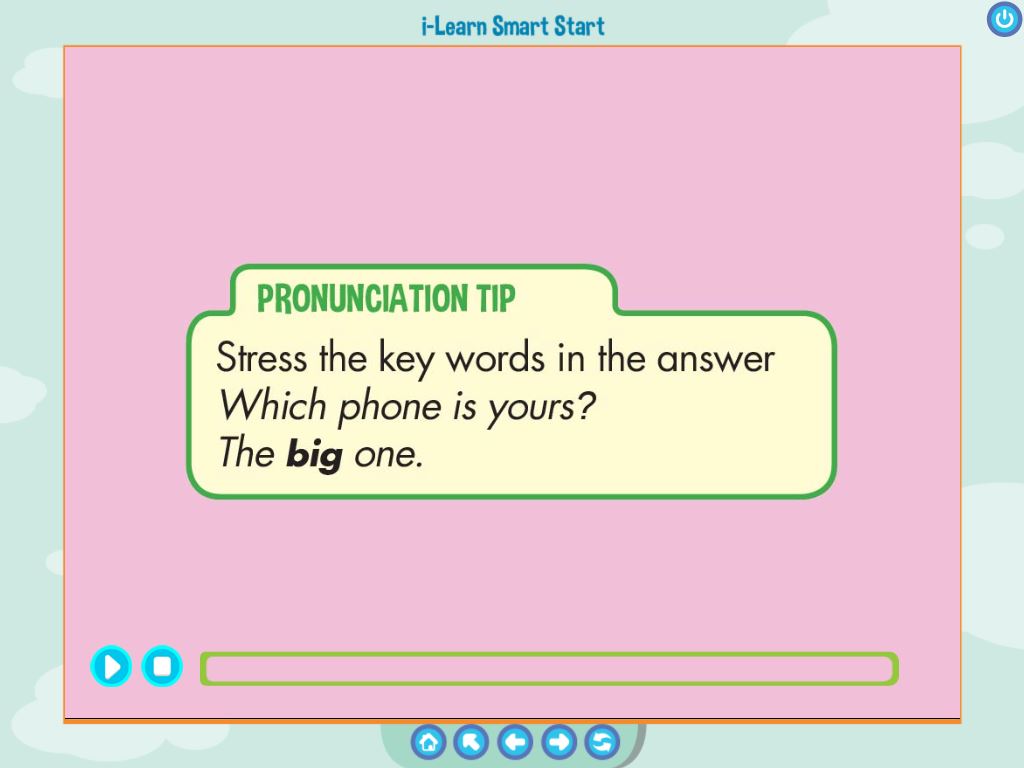 i-Learn Smart Start
PRONUNCIATION TIP
Stress the key words in the answer
Which phone is yours?
The big one.